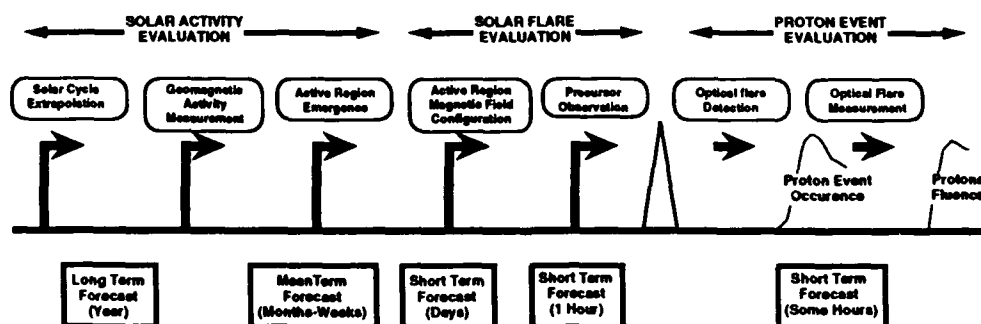 SOLAR ACTIVITY
EVALUATION
SOLAR FLARE
EVALUATION
PROTON EVENT
EVALUATION
Solar Cycle
Extrapolation
Geomagnetic
Activity
Measurement
Active Region
Emergence
Active Region
Magnetic Field
Configuration
Precursor
Observation
Optical flare
Detection
Optical Flare
Measurement
Proton Event
Occurence
Protons
Fluence
Long Term
Forecast
(Year)
MeanTerm
Forecast
(Months-Weeks)
Short Term
Forecast
(Days)
Short Term
Forecast
(1 Hour)
Short Term
Forecast
(Some Hours)